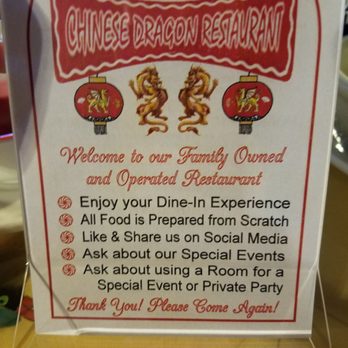 CHINESE DRAGON RESTAURANT
Welcome to our Family Owned
and Operated Restaurant
Enjoy your Dine-In Experience
All Food is Prepared from Scratch
Like & Share us on Social Media
Ask about our Special Events
Ask about using a Room for a
Special Event or Private Party
Thank You! Please Come Again!